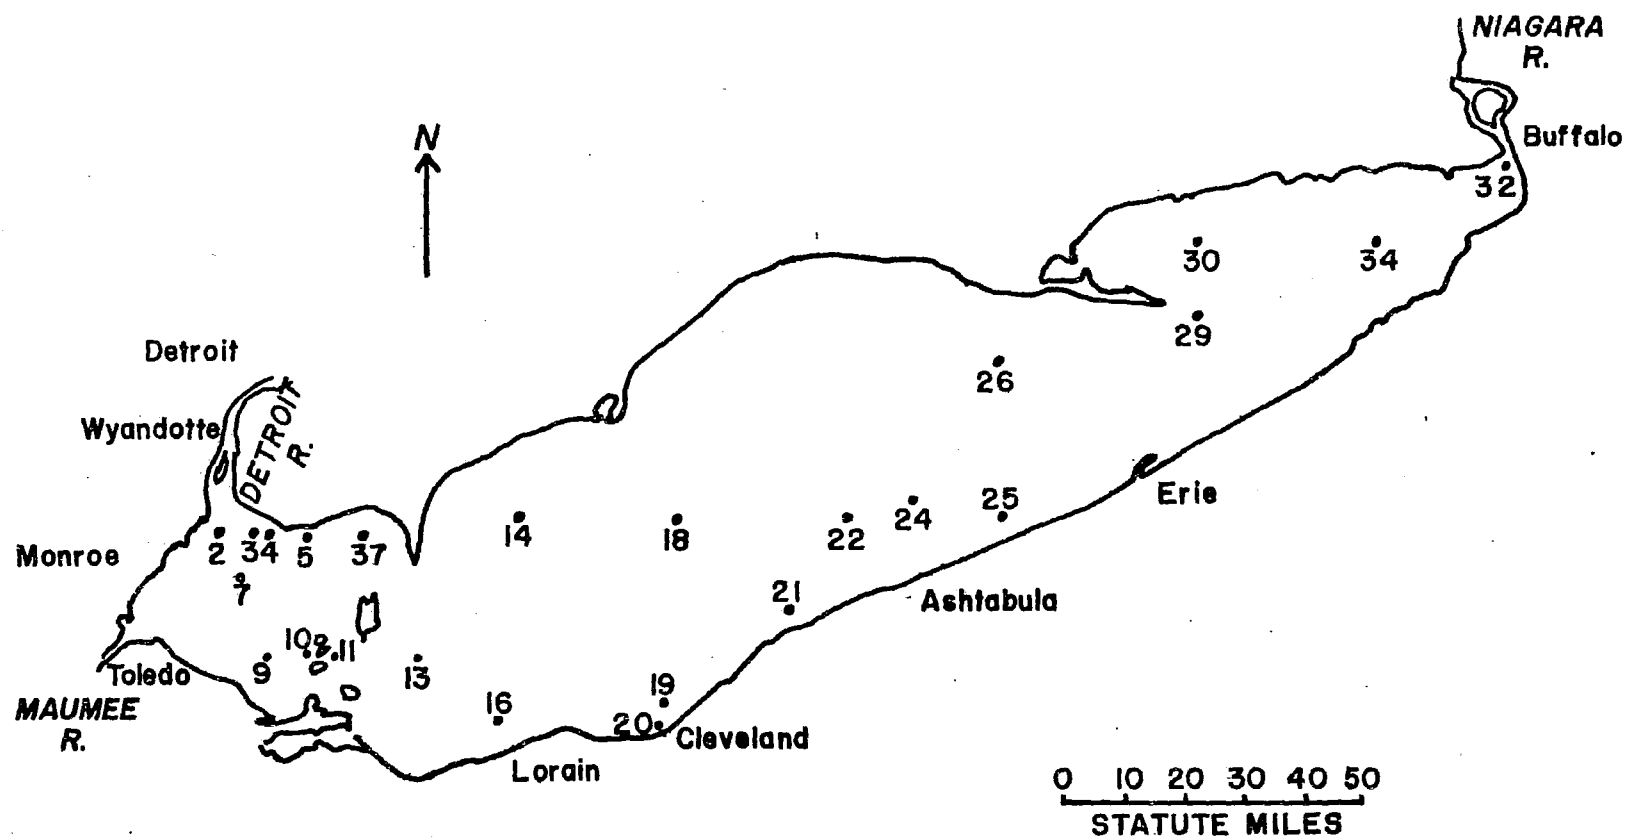 NIAGARA
R.
Buffalo
32
N
30
34
29
Detroit
26
Wyandotte
DETROIT
R.
25
Erie
24
14
18
22
Monroe
2
34
5
37
7
21
Ashtabula
10
8
11
9
13
Toledo
19
MAUMEE
R.
16
20
Cleveland
Lorain
0 10 20 30 40 50
STATUTE MILES